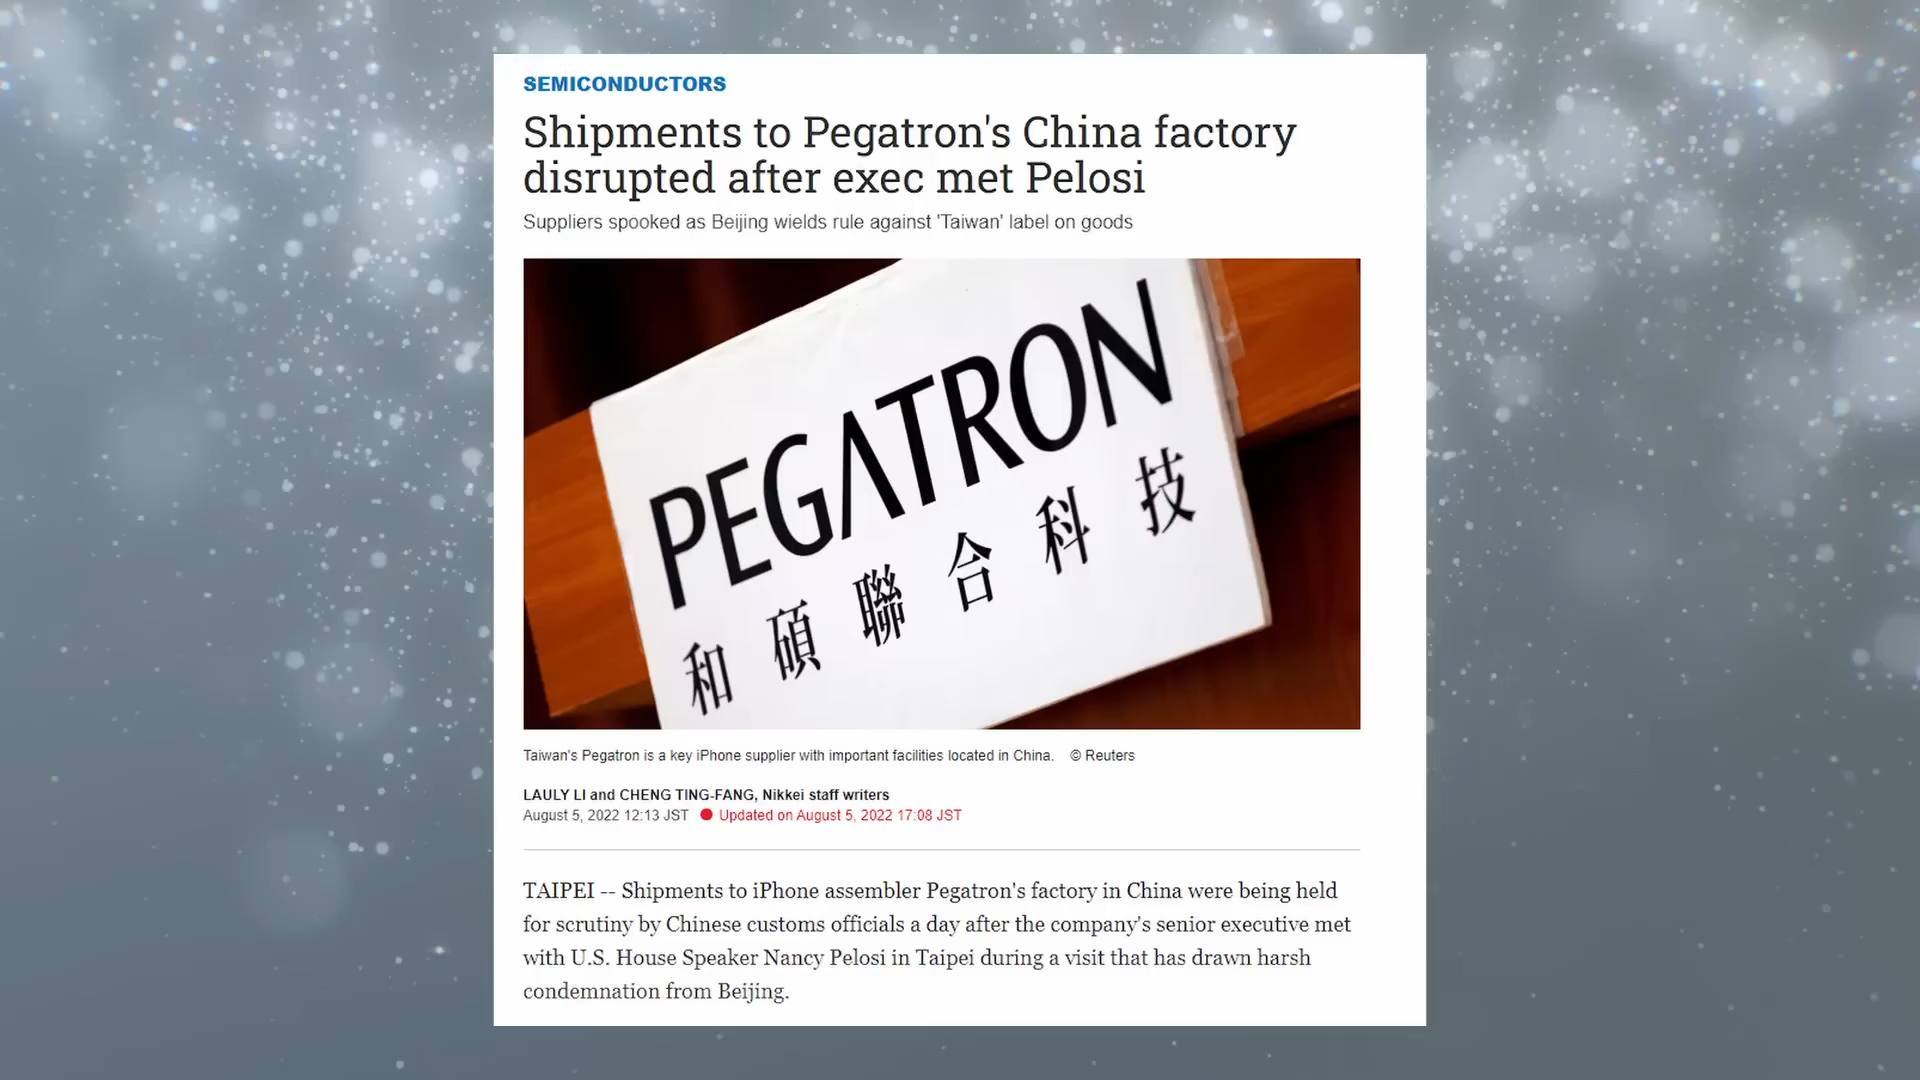 SEMICONDUCTORS
Shipments to Pegatron's China factory
disrupted after exec met Pelosi
Suppliers spooked as Beijing wields rule against 'Taiwan' label on goods
PEGATRON
和碩聯合科技
Taiwan's Pegatron is a key iPhone supplier with important facilities located in China. © Reuters
LAULY LI and CHENG TING-FANG, Nikkei staff writers
August 5, 2022 12:13 JST Updated on August 5, 2022 17:08 JST
TAIPEI -- Shipments to iPhone assembler Pegatron's factory in China were being held
for scrutiny by Chinese customs officials a day after the company's senior executive met
with U.S. House Speaker Nancy Pelosi in Taipei during a visit that has drawn harsh
condemnation from Beijing.